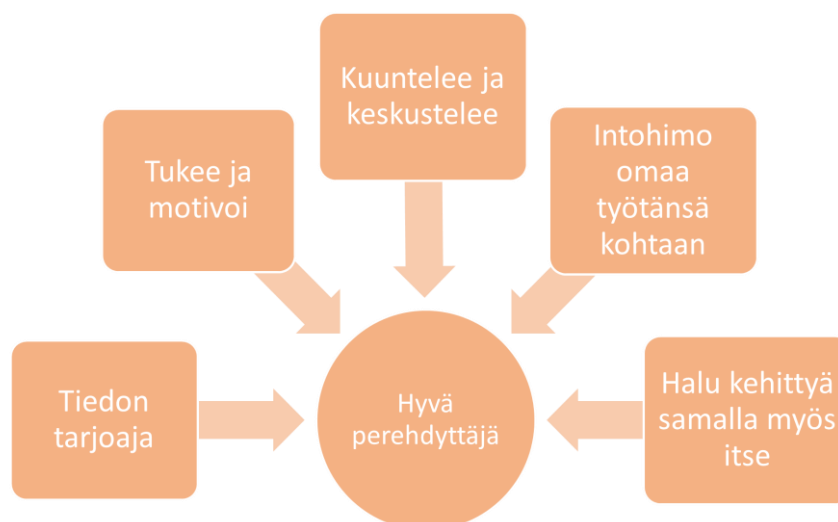 Kuuntelee ja
keskustelee
Tukee ja
motivoi
Intohimo
omaa
työtänsä
kohtaan
Tiedon
tarjoaja
Hyvä
perehdyttäjä
Halu kehittyä
samalla myös
itse